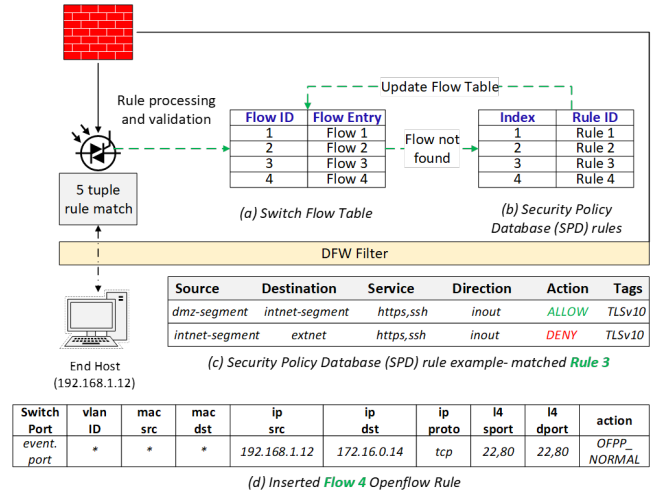 Update Flow Table
Rule processing
and validation
Flow ID Flow Entry
1 Flow 1
2 Flow 2
3 Flow 3
4 Flow 4
Flow not
found
Index Rule ID
1 Rule 1
2 Rule 2
3 Rule 3
4 Rule 4
5 tuple
rule match
(a) Switch Flow Table
(b) Security Policy
Database (SPD) rules
DFW Filter
Source Destination Service Direction Action Tags
dmz-segment intnet-segment https,ssh inout ALLOW TLSv10
intnet-segment extnet https,ssh inout DENY TLSv10
(c) Security Policy Database (SPD) rule example- matched Rule 3
End Host
(192.168.1.12)
Switch Port vlan ID mac src mac dst ip src ip dst ip proto l4 sport l4 dport action
event. port * * * 192.168.1.12 172.16.0.14 tcp 22,80 22,80 OFPP_ NORMAL
(d) Inserted Flow 4 Openflow Rule